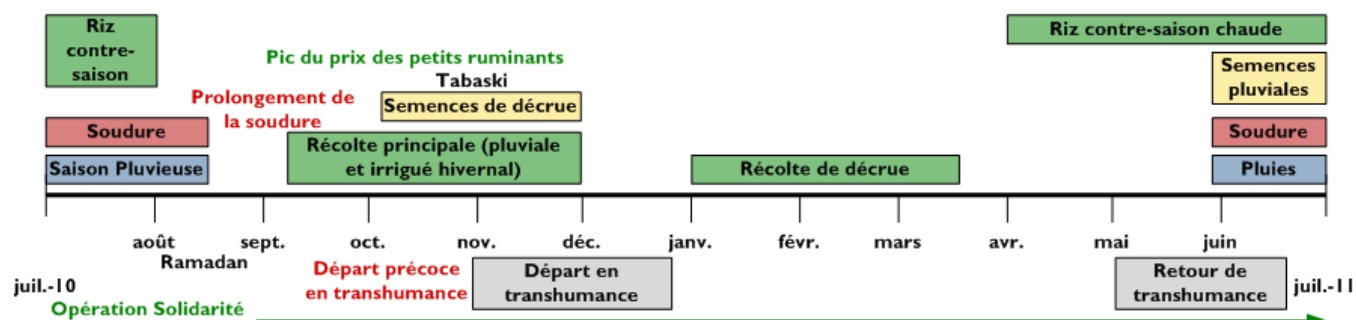 Riz
contre-
saison
Riz contre-saison chaude
Pic du prix des petits ruminants
Tabaski
Semences
pluviales
Prolongement de
la soudure
Semences de décrue
Soudure
Récolte principale (pluviale
et irrigué hivernal)
Soudure
Saison Pluvieuse
Récolte de décrue
Pluies
août
sept.
oct.
nov.
déc.
janv.
févr.
mars
avr.
mai
juin
Ramadan
juil.-10
Départ précoce
en transhumance
Départ en
transhumance
Retour de
transhumance
juil.-11
Opération Solidarité